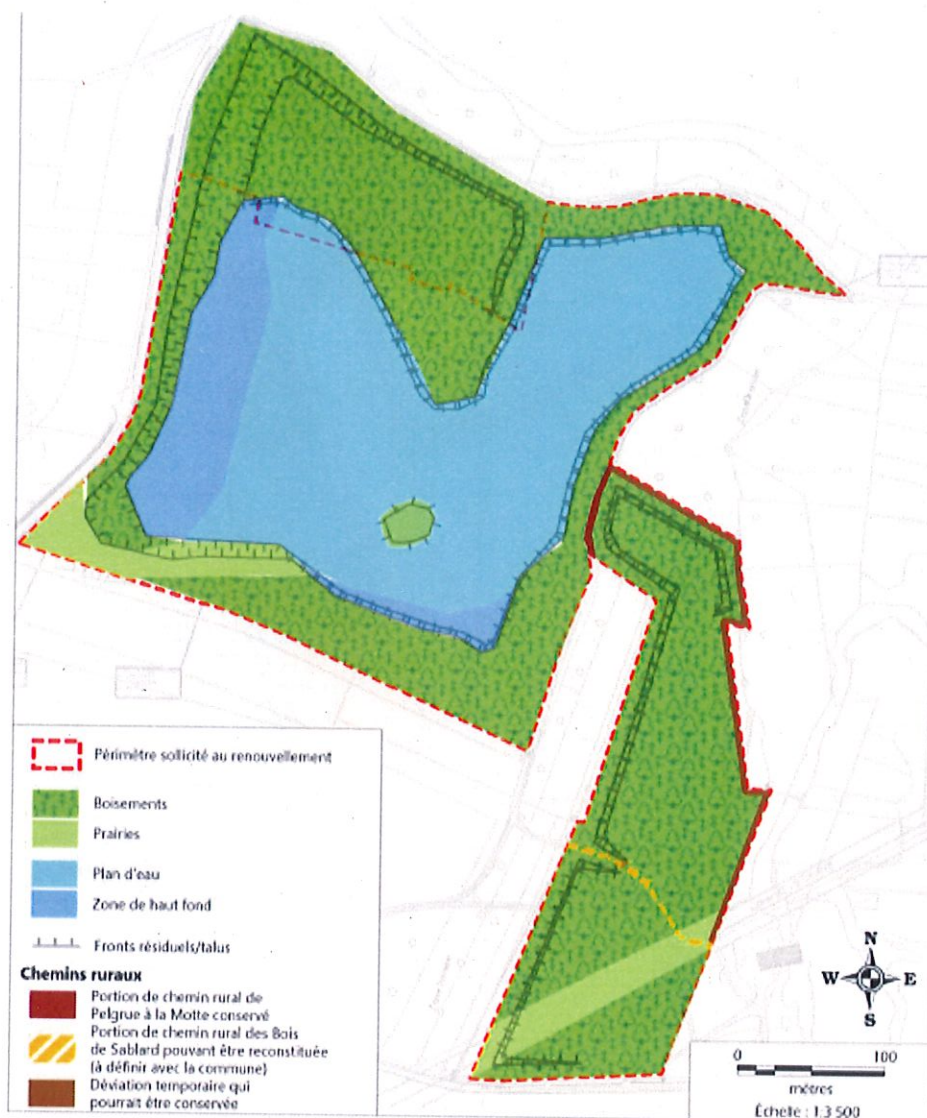 Périmètre sollicité au renouvellement
Boisements
Prairies
Plan d'eau
Zone de haut fond
Fronts résiduels/talus
Chemins ruraux
Portion de chemin rural de
Pelgrue à la Motte conservé
Portion de chemin rural des Bois
de Sablard pouvant être reconstituée
(à définir avec la commune)
Déviation temporaire qui
pourrait être conservée
N
W E
S
0 100
mètres
Échelle : 1:3 500